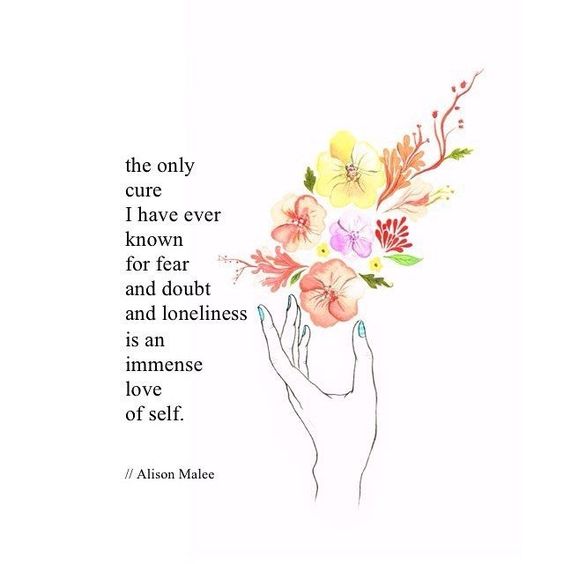 the only
cure
I have ever
known
for fear
and doubt
and loneliness
is an
immense
love
of self.
// Alison Malee